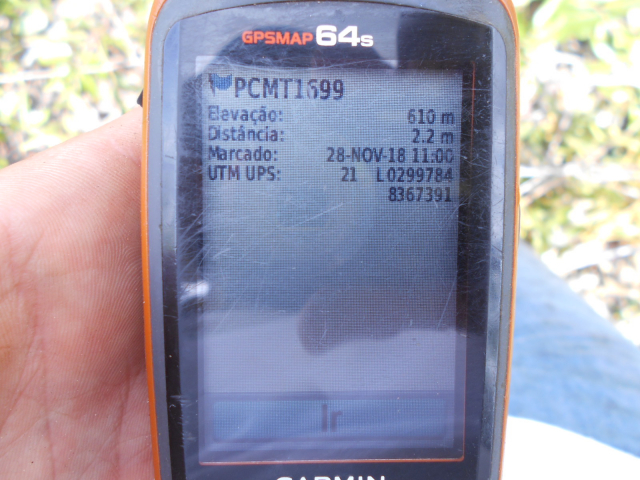 GPSMAP 64s
PCMT1699
Elevação: 610 m
Distância: 2.2 m
Marcado: 28-NOV-18 11:00
UTM UPS: 21 L0299784
8367391
Ir
GARMIN